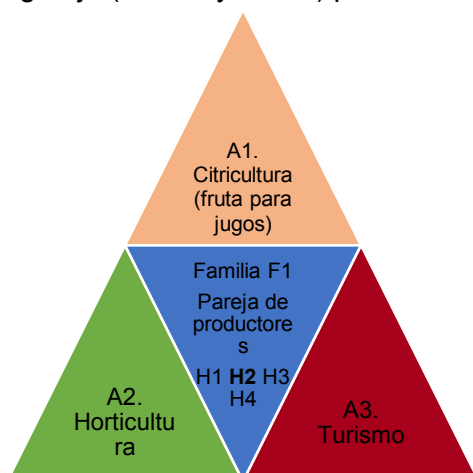 A1.
Citricultura
(fruta para
jugos)
Familia F1
Pareja de
productore
s
H1 H2 H3
H4
A2.
Horticultu
ra
A3.
Turismo